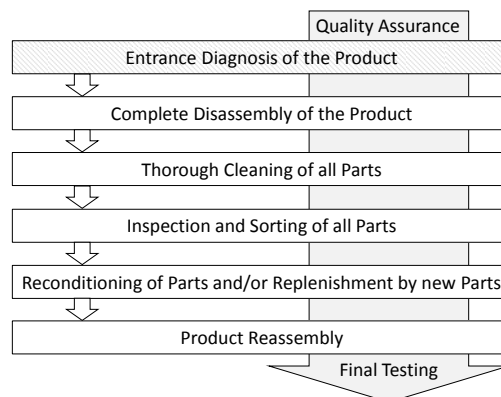 Quality Assurance
Entrance Diagnosis of the Product
Complete Disassembly of the Product
Thorough Cleaning of all Parts
Inspection and Sorting of all Parts
Reconditioning of Parts and/or Replenishment by new Parts
Product Reassembly
Final Testing